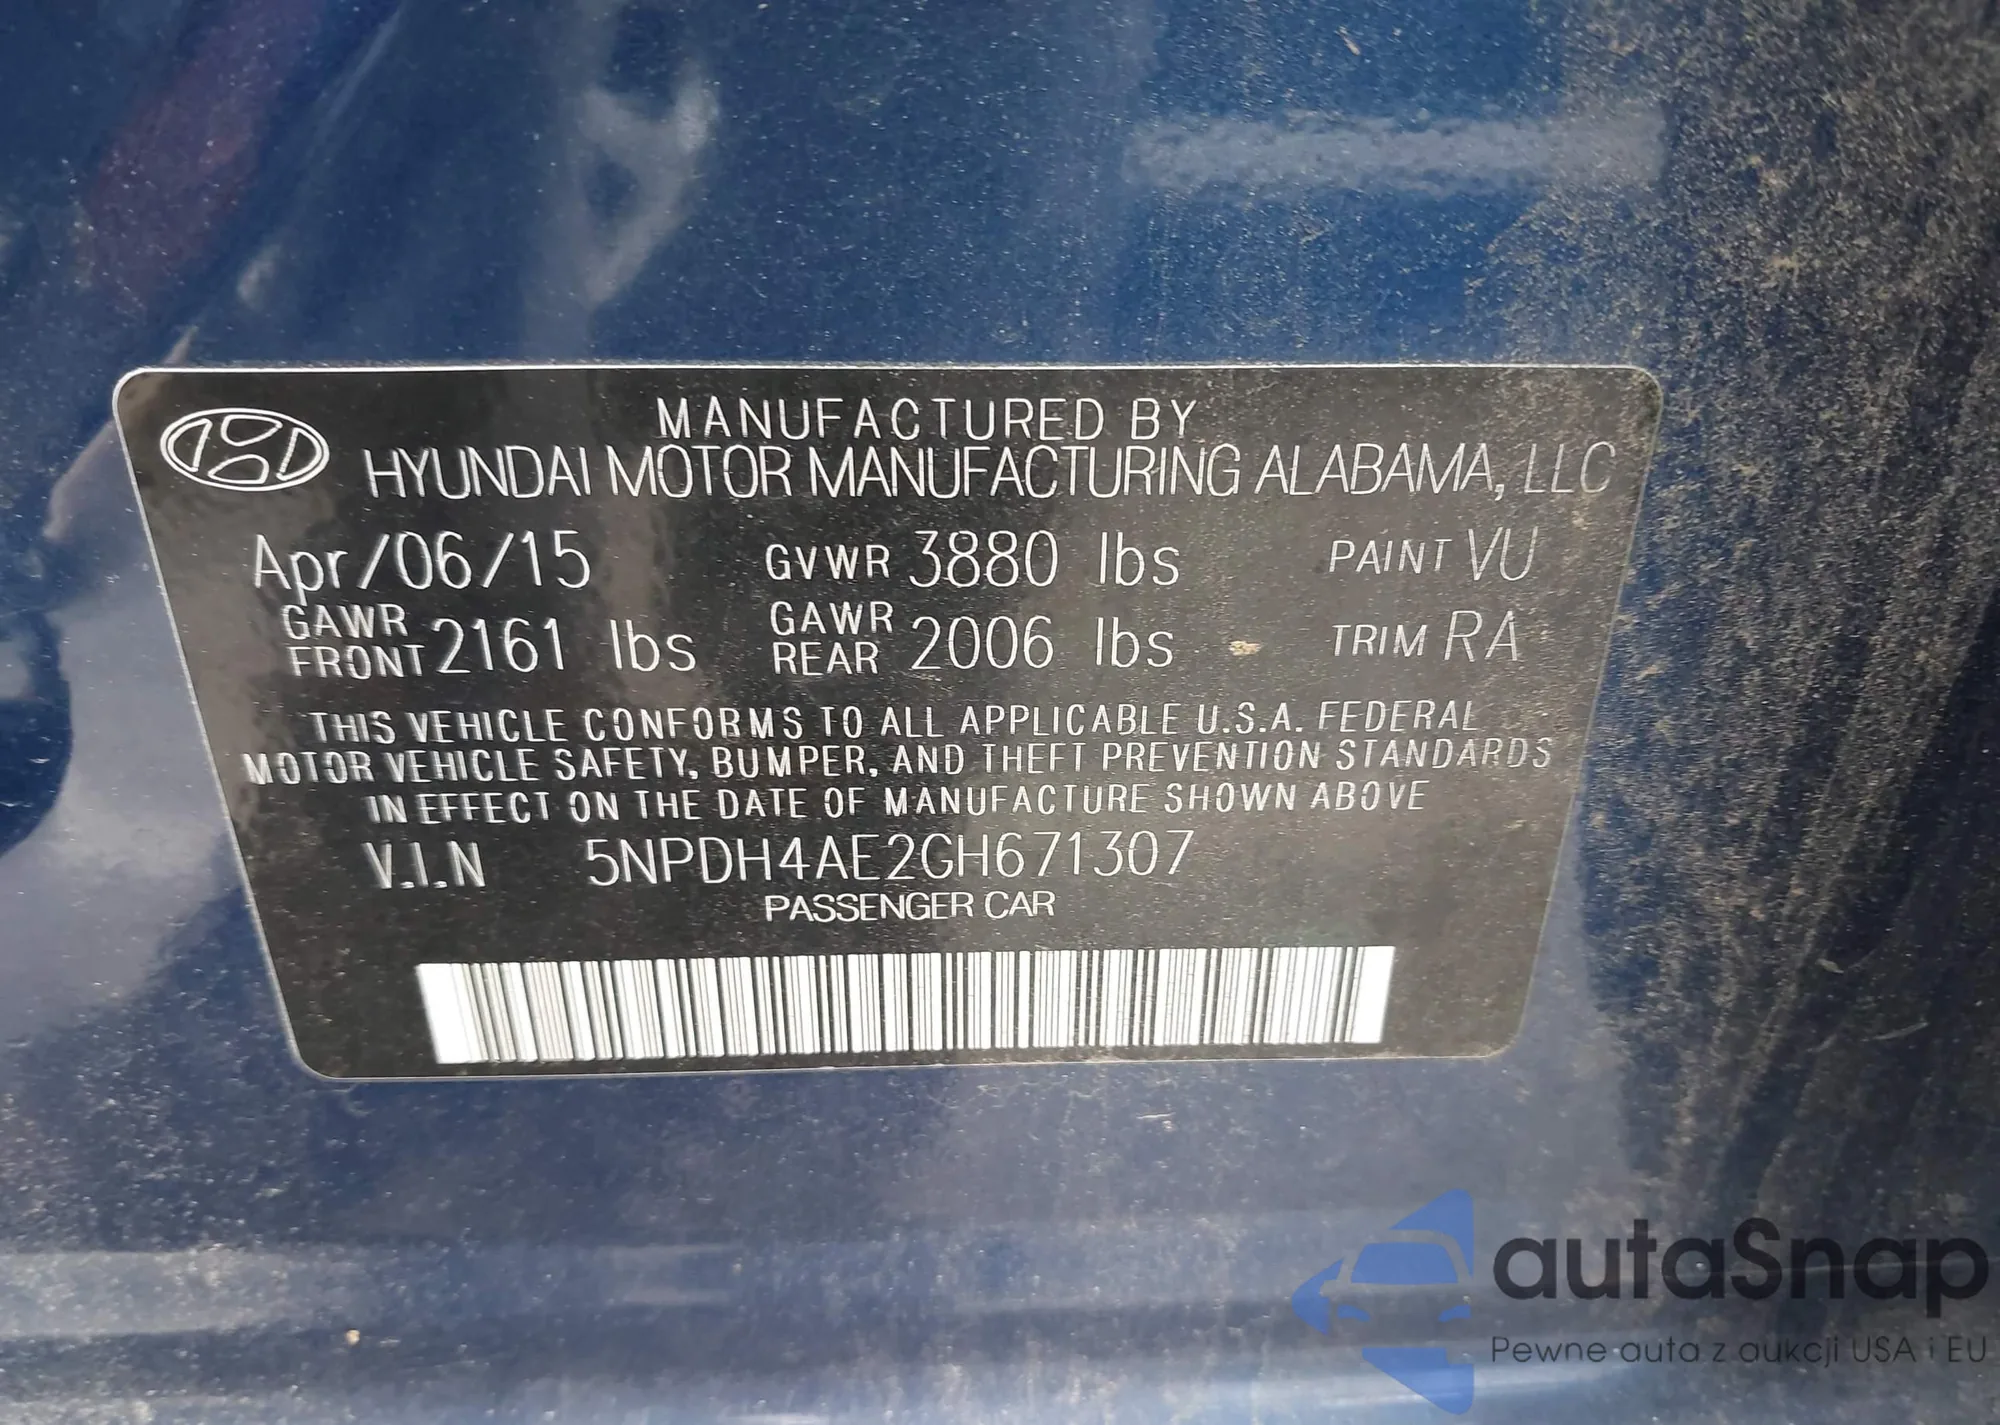 MANUFACTURED BY
HYUNDAI MOTOR MANUFACTURING ALABAMA, LLC
Apr/06/15 GVWR 3880 lbs PAINT VU
GAWR FRONT 2161 lbs GAWR REAR 2006 lbs TRIM RA
THIS VEHICLE CONFORMS TO ALL APPLICABLE U.S.A. FEDERAL
MOTOR VEHICLE SAFETY, BUMPER, AND THEFT PREVENTION STANDARDS
IN EFFECT ON THE DATE OF MANUFACTURE SHOWN ABOVE
V.I.N 5NPDH4AE2GH671307
PASSENGER CAR
autaSnap
Pewne auta z aukcji USA i EU